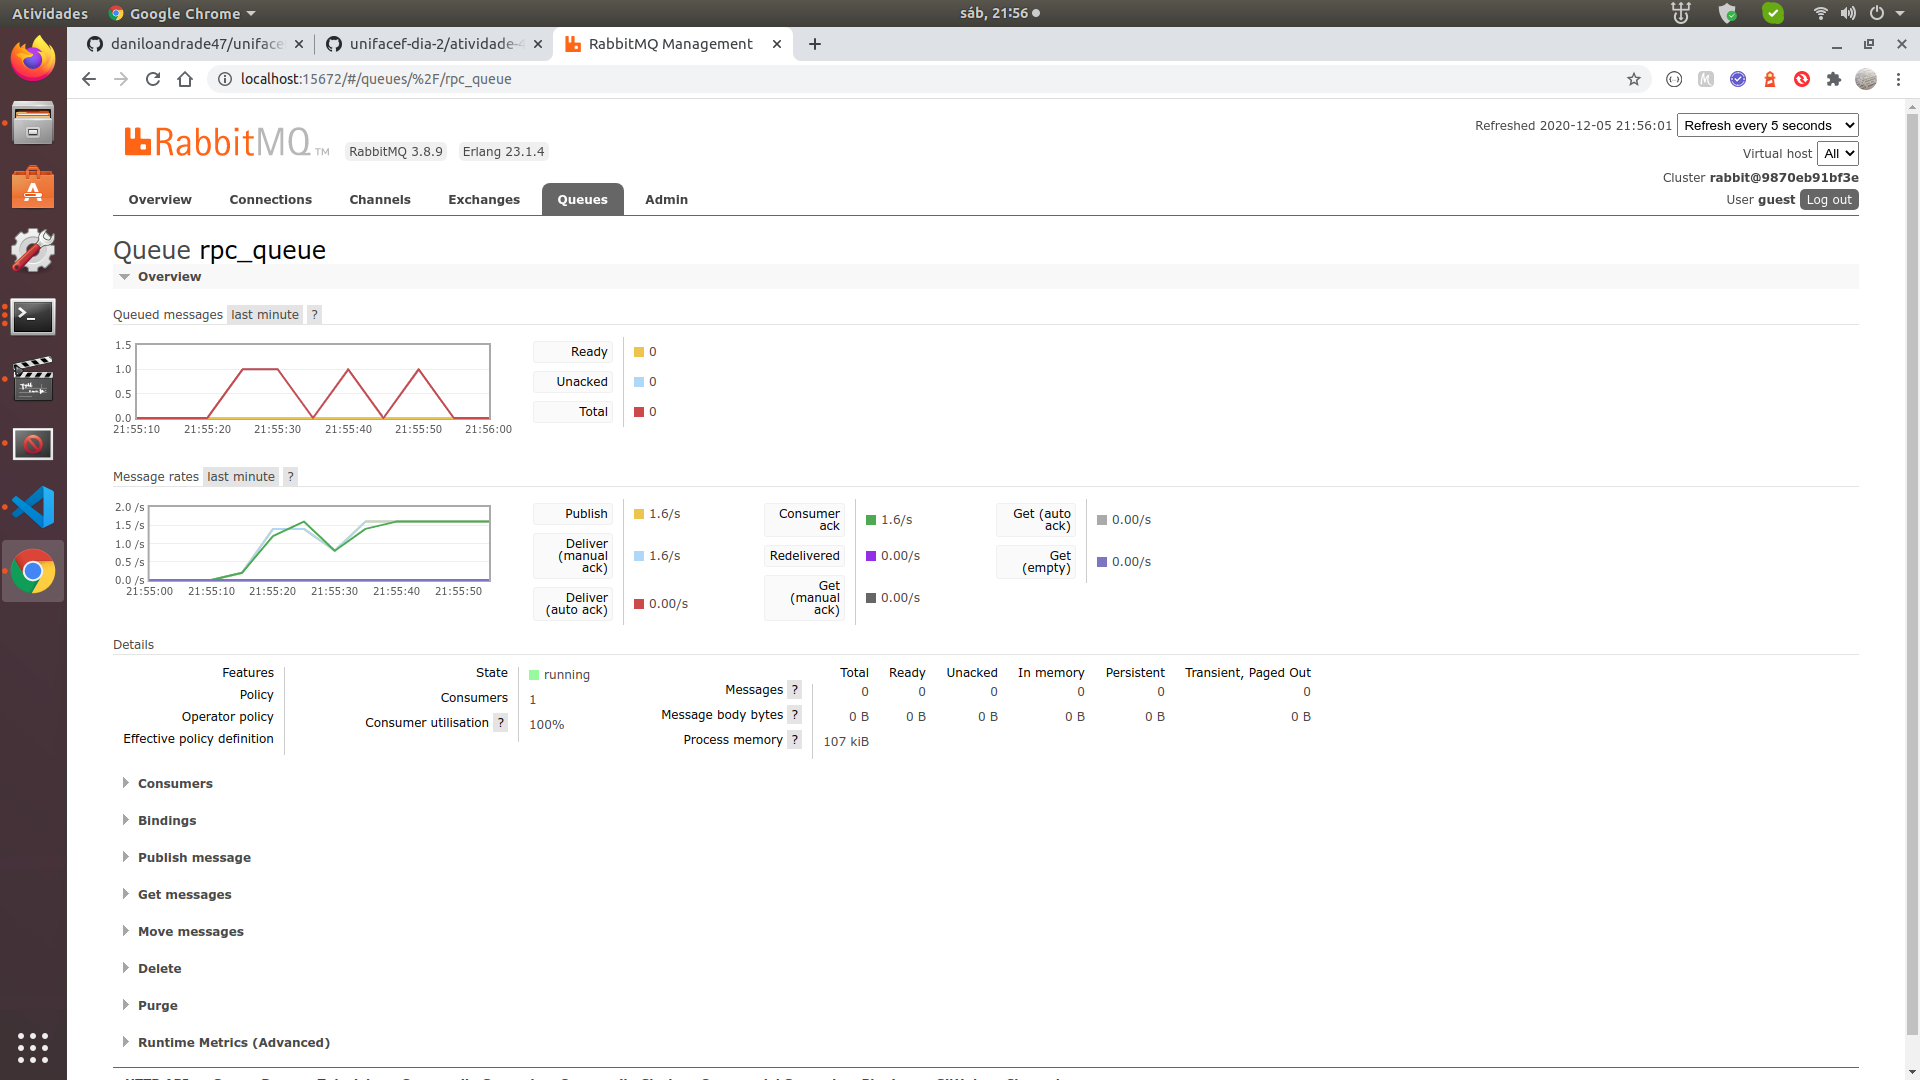 Atividades
Google Chrome
sáb, 21:56
daniloandrade47/uniface
unifacef-dia-2/atividade-4
RabbitMQ Management
localhost:15672/#/queues/%2F/rpc_queue
RabbitMQ TM
RabbitMQ 3.8.9
Erlang 23.1.4
Refreshed 2020-12-05 21:56:01
Refresh every 5 seconds
Virtual host All
Cluster rabbit@9870eb91bf3e
User guest Log out
Overview
Connections
Channels
Exchanges
Queues
Admin
Queue rpc_queue
Overview
Queued messages last minute ?
1.5
1.0
0.5
0.0
21:55:10 21:55:20 21:55:30 21:55:40 21:55:50 21:56:00
Ready 0
Unacked 0
Total 0
Message rates last minute ?
2.0 /s
1.5 /s
1.0 /s
0.5 /s
0.0 /s
21:55:00 21:55:10 21:55:20 21:55:30 21:55:40 21:55:50
Publish 1.6/s
Deliver (manual ack) 1.6/s
Deliver (auto ack) 0.00/s
Consumer ack 1.6/s
Redelivered 0.00/s
Get (manual ack) 0.00/s
Get (auto ack) 0.00/s
Get (empty) 0.00/s
Details
Features
Policy
Operator policy
Effective policy definition
State running
Consumers 1
Consumer utilisation ? 100%
Total Ready Unacked In memory Persistent Transient, Paged Out
Messages ? 0 0 0 0 0 0
Message body bytes ? 0 B 0 B 0 B 0 B 0 B 0 B
Process memory ? 107 kiB
Consumers
Bindings
Publish message
Get messages
Move messages
Delete
Purge
Runtime Metrics (Advanced)